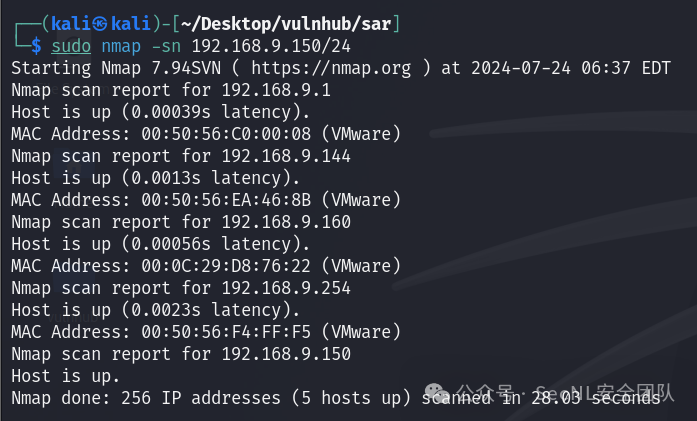 ┌──(kali㉿kali)-[~/Desktop/vulnhub/sar]
└─$ sudo nmap -sn 192.168.9.150/24
Starting Nmap 7.94SVN ( https://nmap.org ) at 2024-07-24 06:37 EDT
Nmap scan report for 192.168.9.1
Host is up (0.00039s latency).
MAC Address: 00:50:56:C0:00:08 (VMware)
Nmap scan report for 192.168.9.144
Host is up (0.0013s latency).
MAC Address: 00:50:56:EA:46:8B (VMware)
Nmap scan report for 192.168.9.160
Host is up (0.00056s latency).
MAC Address: 00:0C:29:D8:76:22 (VMware)
Nmap scan report for 192.168.9.254
Host is up (0.0023s latency).
MAC Address: 00:50:56:F4:FF:F5 (VMware)
Nmap scan report for 192.168.9.150
Host is up.
Nmap done: 256 IP addresses (5 hosts up) scanned in 28.03 seconds
公众号 · SecNL安全团队